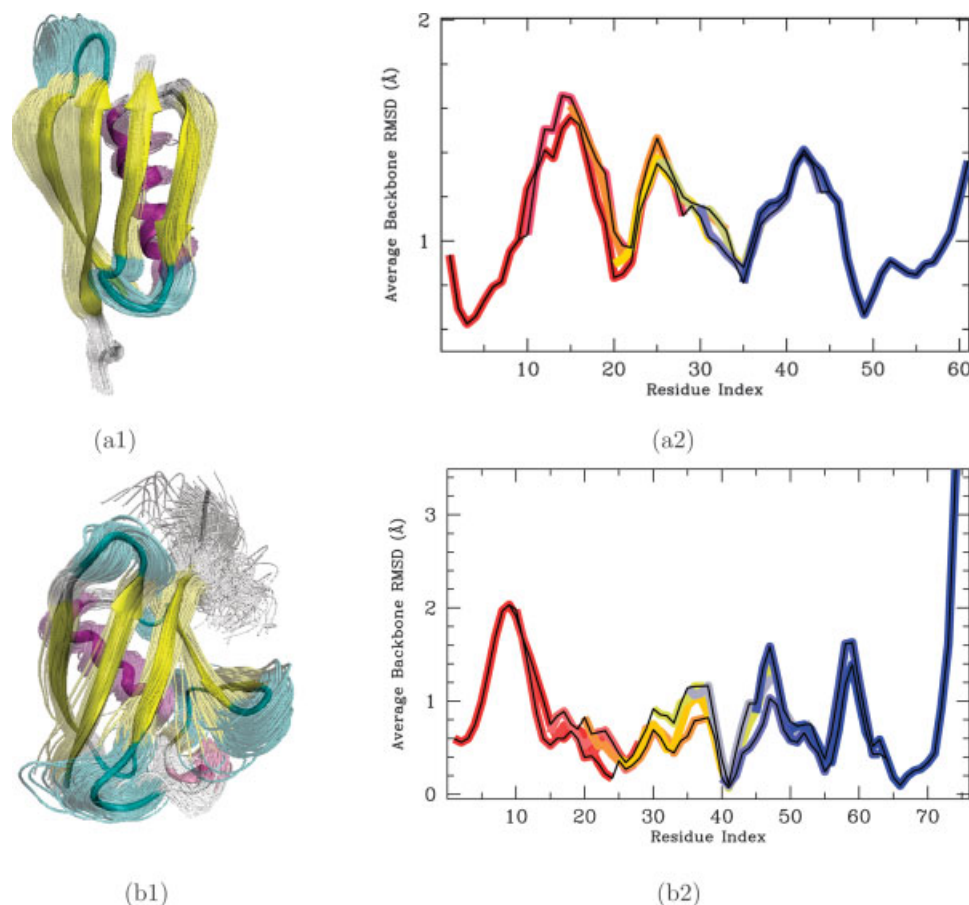 2
Average Backbone RMSD (Å)
1
10 20 30 40 50 60
Residue Index
(a1)
(a2)
3
Average Backbone RMSD (Å)
2
1
0
10 20 30 40 50 60 70
Residue Index
(b1)
(b2)